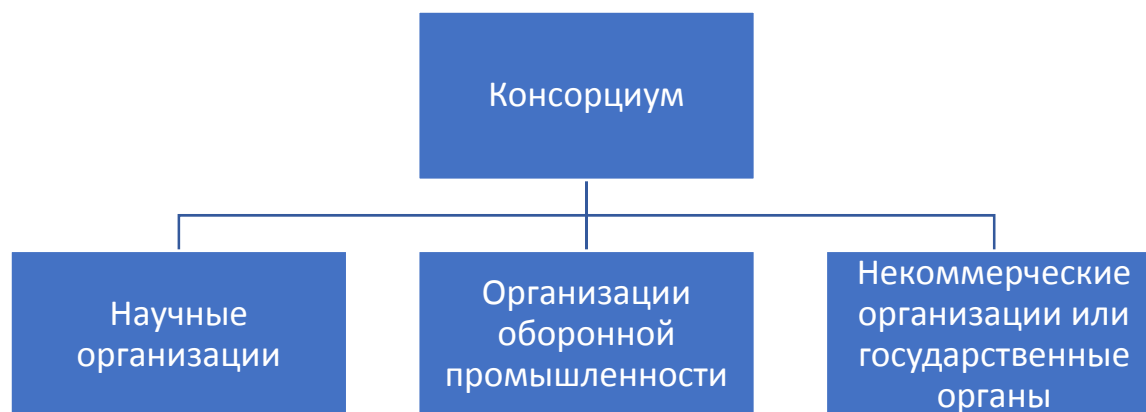 Консорциум
Научные
организации
Организации
оборонной
промышленности
Некоммерческие
организации или
государственные
органы